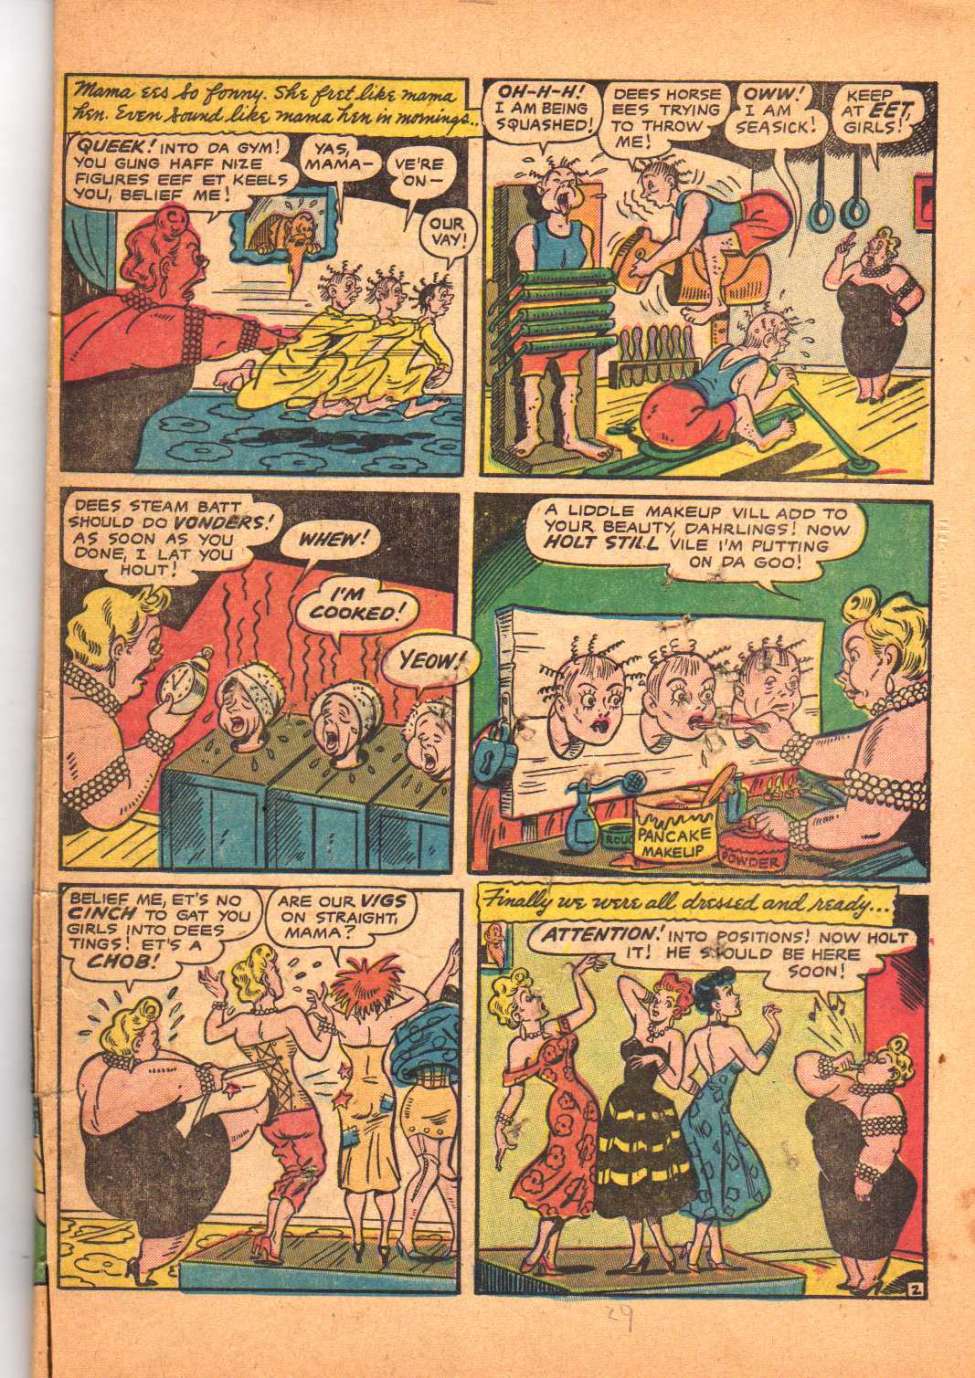 Mama ees so fonny. She fret like mama
hen. Even sound like mama hen in mornings..
QUEEK! INTO DA GYM!
YOU GUNG HAFF NIZE
FIGURES EEF ET KEELS
YOU, BELIEF ME!
YAS,
MAMA-
VE'RE
ON-
OUR
VAY!
OH-H-H!
I AM BEING
SQUASHED!
DEES HORSE
EES TRYING
TO THROW
ME!
OWW!
I AM
SEASICK!
KEEP
AT EET,
GIRLS!
DEES STEAM BATT
SHOULD DO VONDERS!
AS SOON AS YOU
DONE, I LAT YOU
HOUT!
WHEW!
I'M
COOKED!
YEOW!
A LIDDLE MAKEUP VILL ADD TO
YOUR BEAUTY, DAHRLINGS! NOW
HOLT STILL VILE I'M PUTTING
ON DA GOO!
ROUG
PANCAKE
MAKEUP
POWDER
BELIEF ME, ET'S NO
CINCH TO GAT YOU
GIRLS INTO DEES
TINGS! ET'S A
CHOB!
ARE OUR VIGS
ON STRAIGHT,
MAMA?
Finally we were all dressed and ready...
ATTENTION! INTO POSITIONS! NOW HOLT
IT! HE SHOULD BE HERE
SOON!
2
29